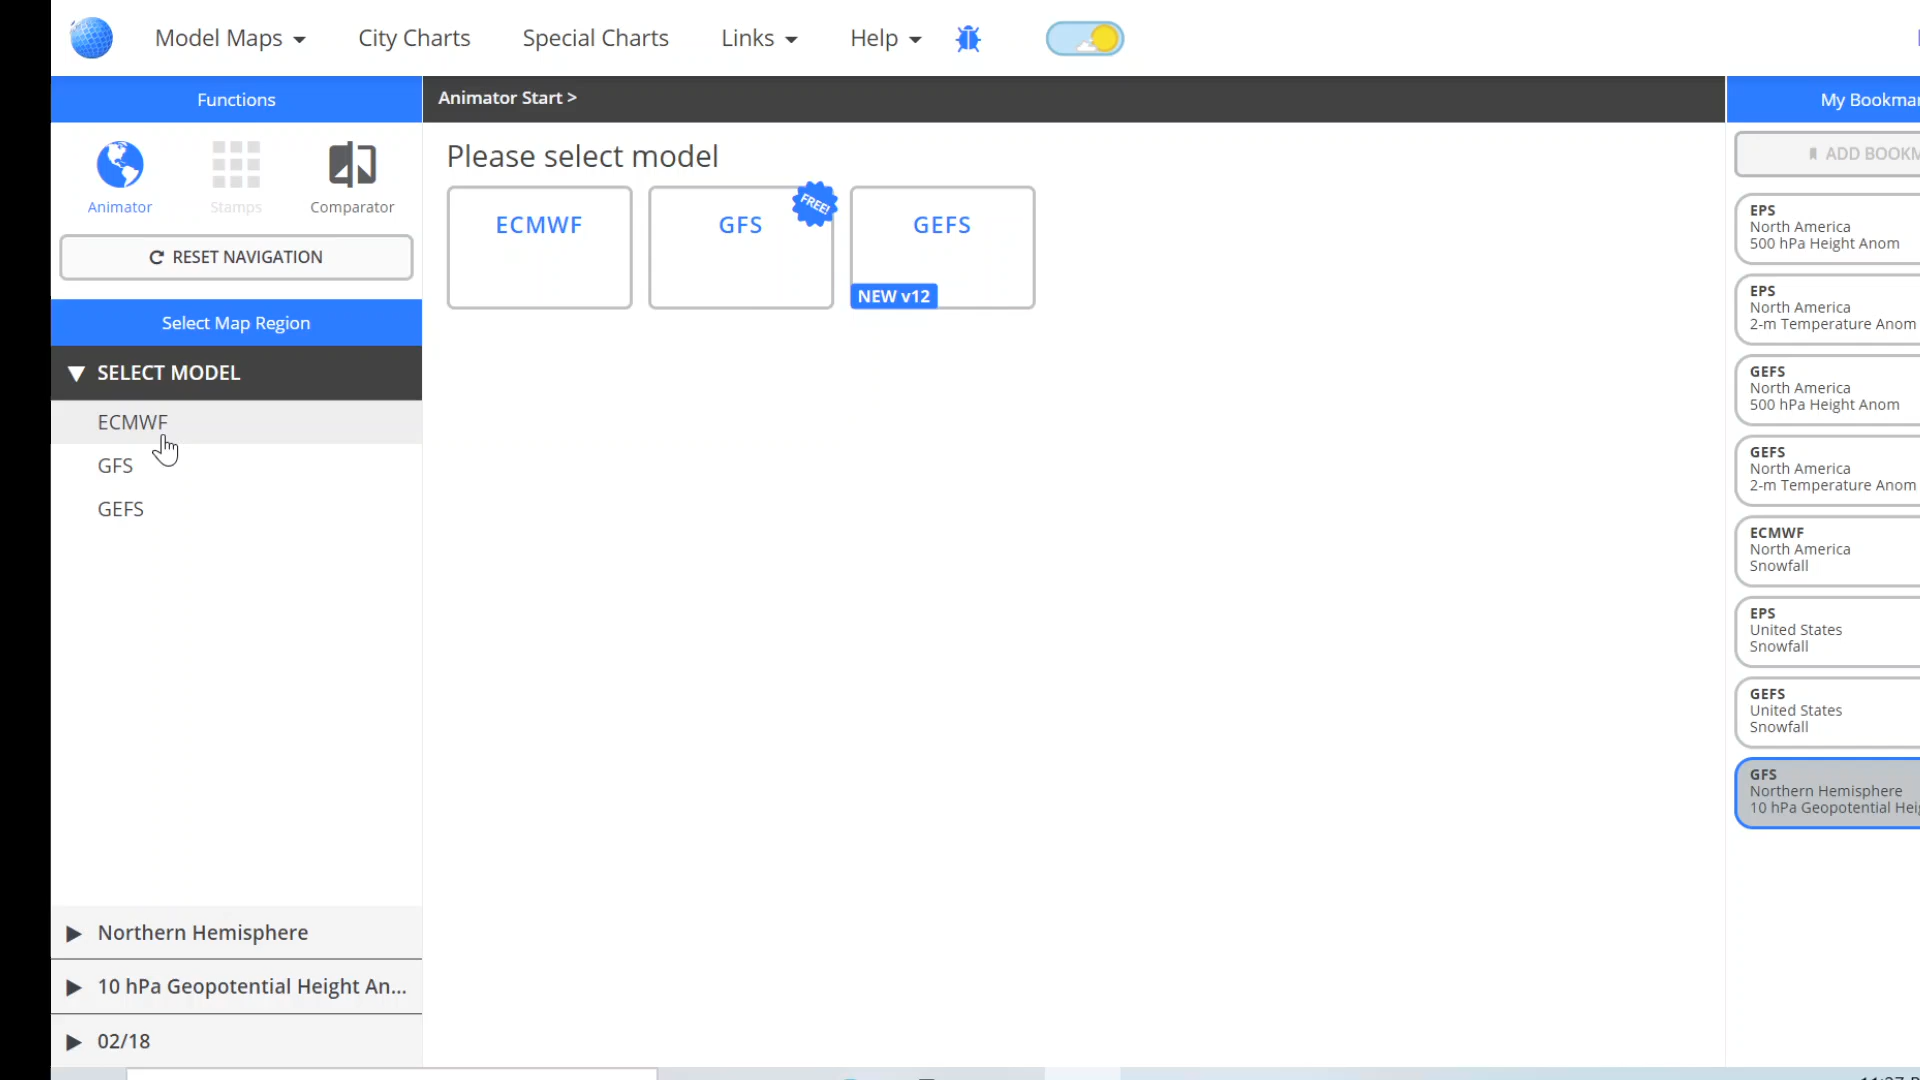 Model Maps
City Charts
Special Charts
Links
Help
Functions
Animator
Stamps
Comparator
RESET NAVIGATION
Select Map Region
SELECT MODEL
ECMWF
GFS
GEFS
Northern Hemisphere
10 hPa Geopotential Height An...
02/18
Animator Start >
Please select model
ECMWF
GFS
FREE!
GEFS
NEW v12
My
ADD
EPS
North America
500 hPa Height Anom
EPS
North America
2-m Temperature Anom
GEFS
North America
500 hPa Height Anom
GEFS
North America
2-m Temperature Anom
ECMWF
North America
Snowfall
EPS
United States
Snowfall
GEFS
United States
Snowfall
GFS
Northern Hemisphere
10 hPa Geopotential